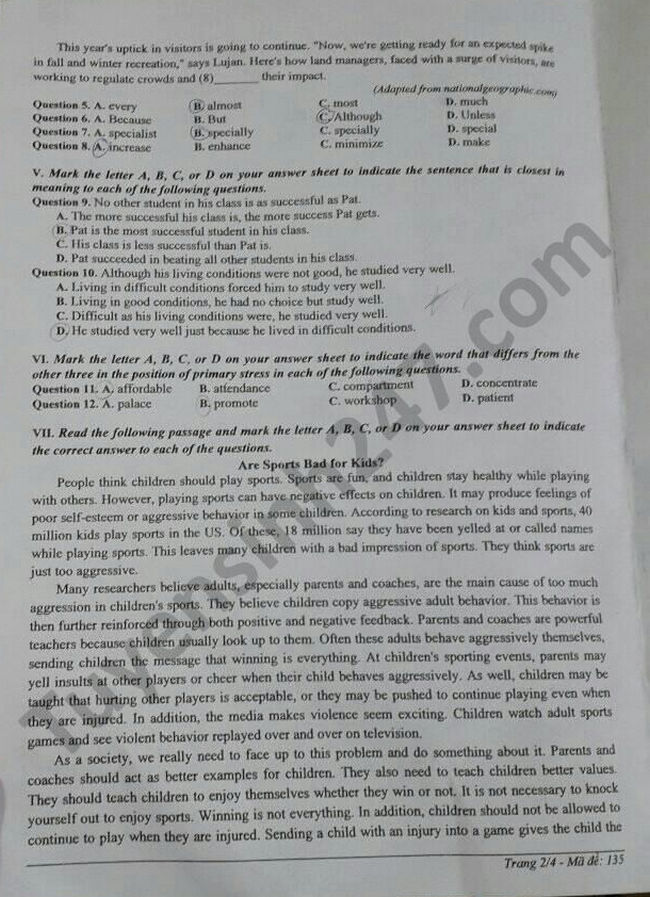 This year's uptick in visitors is going to continue. "Now, we're getting ready for an expected spike
in fall and winter recreation," says Lujan. Here's how land managers, faced with a surge of visitors, are
working to regulate crowds and (8)_______ their impact.
(Adapted from nationalgeographic.com)
Question 5. A. every B. almost C. most D. much
Question 6. A. Because B. But C. Although D. Unless
Question 7. A. specialist B. specially C. specially D. special
Question 8. A. increase B. enhance C. minimize D. make
V. Mark the letter A, B, C, or D on your answer sheet to indicate the sentence that is closest in
meaning to each of the following questions.
Question 9. No other student in his class is as successful as Pat.
A. The more successful his class is, the more success Pat gets.
B. Pat is the most successful student in his class.
C. His class is less successful than Pat is.
D. Pat succeeded in beating all other students in his class.
Question 10. Although his living conditions were not good, he studied very well.
A. Living in difficult conditions forced him to study very well.
B. Living in good conditions, he had no choice but study well.
C. Difficult as his living conditions were, he studied very well.
D. He studied very well just because he lived in difficult conditions.
VI. Mark the letter A, B, C, or D on your answer sheet to indicate the word that differs from the
other three in the position of primary stress in each of the following questions.
Question 11. A. affordable B. attendance C. compartment D. concentrate
Question 12. A. palace B. promote C. workshop D. patient
VII. Read the following passage and mark the letter A, B, C, or D on your answer sheet to indicate
the correct answer to each of the questions.
Are Sports Bad for Kids?
People think children should play sports. Sports are fun, and children stay healthy while playing
with others. However, playing sports can have negative effects on children. It may produce feelings of
poor self-esteem or aggressive behavior in some children. According to research on kids and sports, 40
million kids play sports in the US. Of these, 18 million say they have been yelled at or called names
while playing sports. This leaves many children with a bad impression of sports. They think sports are
just too aggressive.
Many researchers believe adults, especially parents and coaches, are the main cause of too much
aggression in children's sports. They believe children copy aggressive adult behavior. This behavior is
then further reinforced through both positive and negative feedback. Parents and coaches are powerful
teachers because children usually look up to them. Often these adults behave aggressively themselves,
sending children the message that winning is everything. At children's sporting events, parents may
yell insults at other players or cheer when their child behaves aggressively. As well, children may be
taught that hurting other players is acceptable, or they may be pushed to continue playing even when
they are injured. In addition, the media makes violence seem exciting. Children watch adult sports
games and see violent behavior replayed over and over on television.
As a society, we really need to face up to this problem and do something about it. Parents and
coaches should act as better examples for children. They also need to teach children better values.
They should teach children to enjoy themselves whether they win or not. It is not necessary to knock
yourself out to enjoy sports. Winning is not everything. In addition, children should not be allowed to
continue to play when they are injured. Sending a child with an injury into a game gives the child the
Trang 2/4 - Mã đề: 135
Tuyensinh247.com